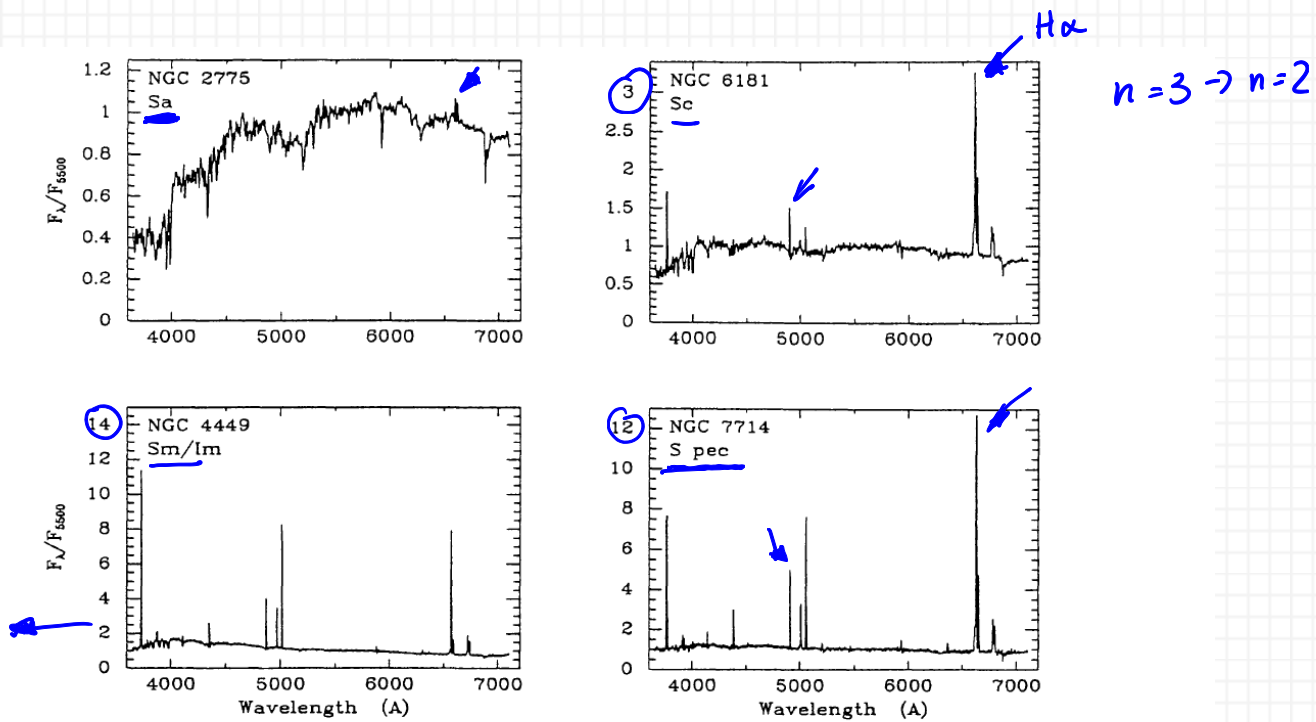 Hα
n=3→n=2
NGC 2775
Sa
1.2
1
0.8
0.6
0.4
0.2
0
Fλ/F5500
4000 5000 6000 7000
NGC 6181
Sc
3
2.5
2
1.5
1
0.5
0
4000 5000 6000 7000
NGC 4449
Sm/Im
14
12
10
8
6
4
2
0
Fλ/F5500
4000 5000 6000 7000
Wavelength (A)
NGC 7714
S pec
12
10
8
6
4
2
0
4000 5000 6000 7000
Wavelength (A)